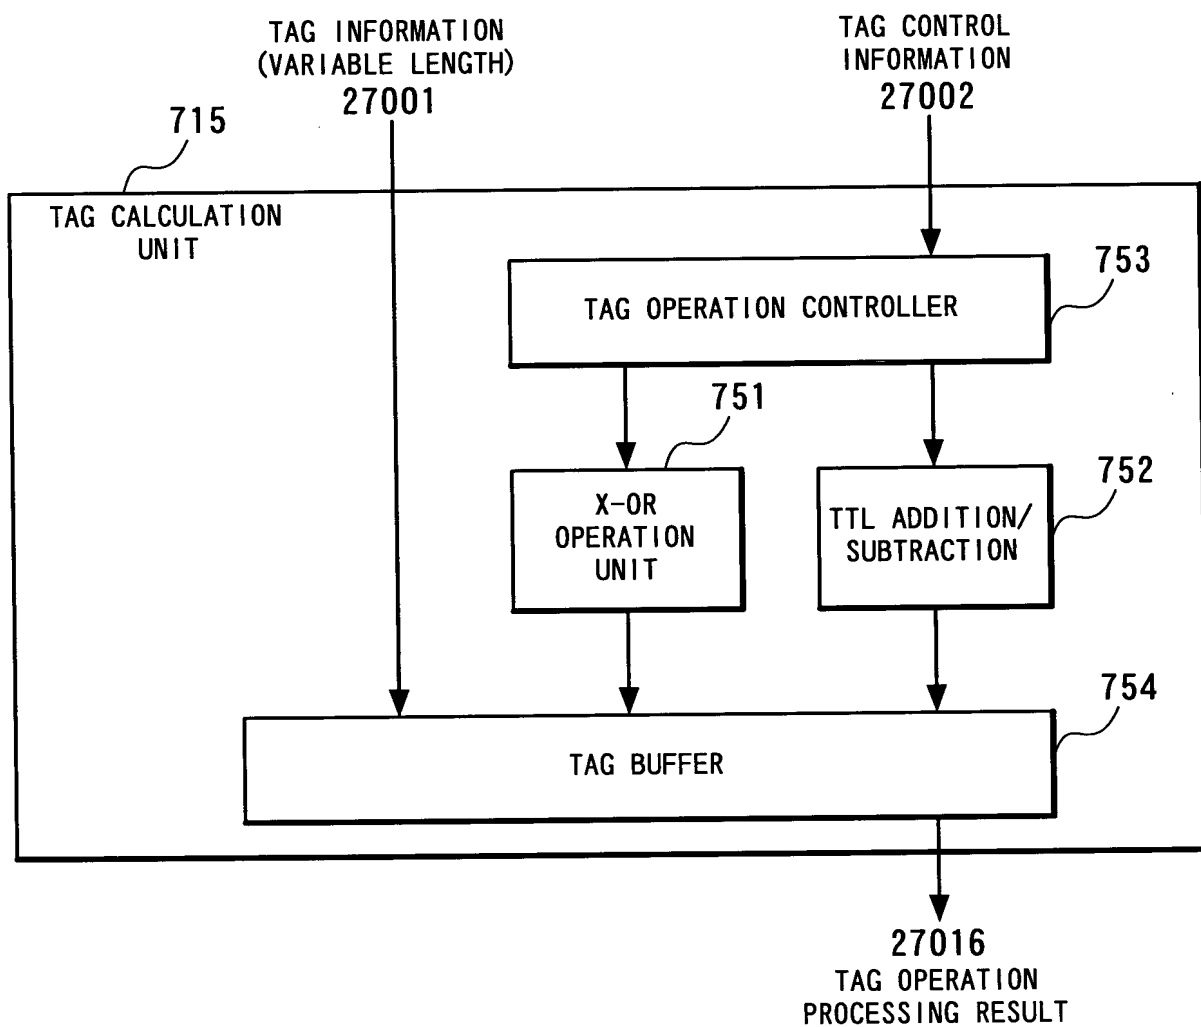 TAG INFORMATION
(VARIABLE LENGTH)
27001
TAG CONTROL
INFORMATION
27002
715
TAG CALCULATION
UNIT
753
TAG OPERATION CONTROLLER
751
X-OR
OPERATION
UNIT
752
TTL ADDITION/
SUBTRACTION
754
TAG BUFFER
27016
TAG OPERATION
PROCESSING RESULT